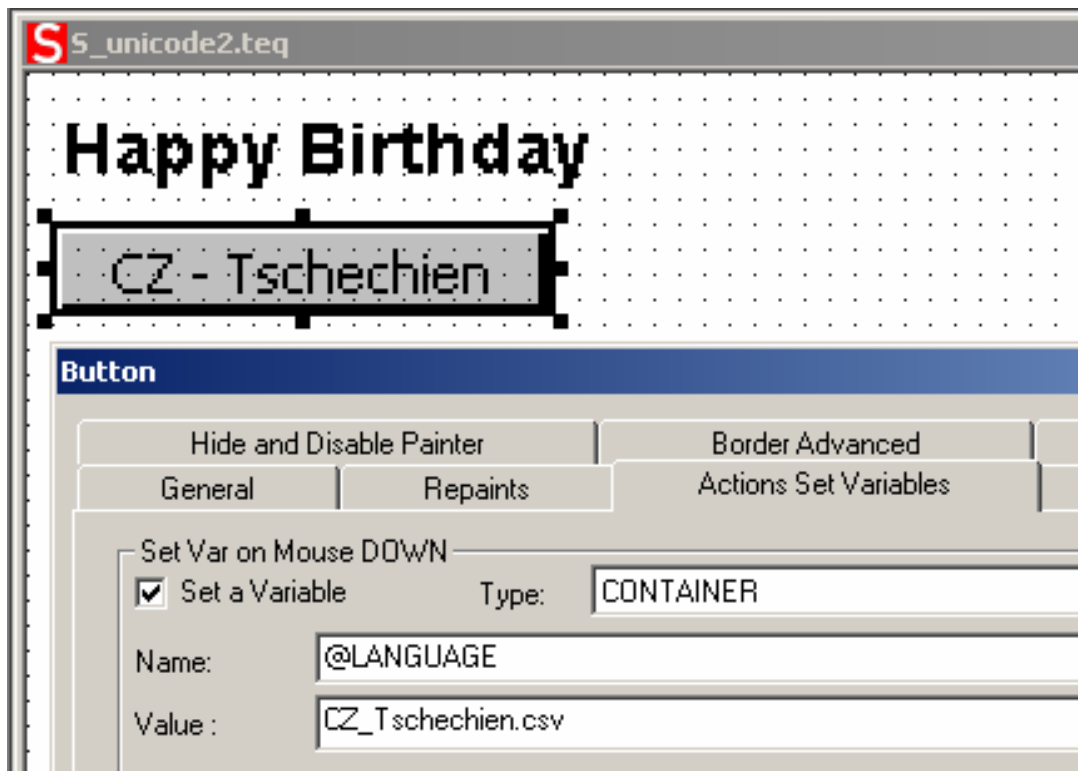 S S_unicode2.teq
Happy Birthday
CZ - Tschechien
Button
Hide and Disable Painter Border Advanced
General Repaints Actions Set Variables
Set Var on Mouse DOWN
Set a Variable Type: CONTAINER
Name: @LANGUAGE
Value : CZ_Tschechien.csv